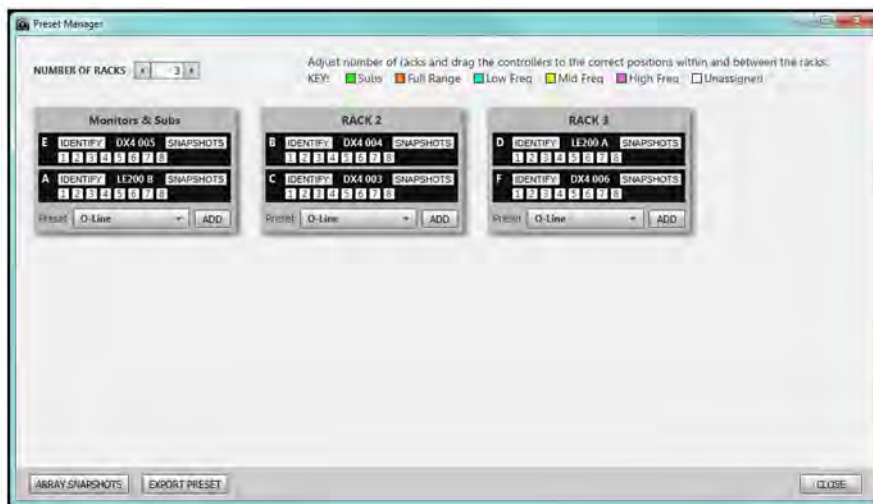 Preset Manager
NUMBER OF RACKS 3
Adjust number of racks and drag the controllers to the correct positions within and between the racks.
KEY: Subs Full Range Low Freq Mid Freq High Freq Unassigned
Monitors & Subs
E IDENTIFY DX4 005 SNAPSHOTS
1 2 3 4 5 6 7 8
A IDENTIFY LE200 B SNAPSHOTS
1 2 3 4 5 6 7 8
Preset O-Line ADD
RACK 2
B IDENTIFY DX4 004 SNAPSHOTS
1 2 3 4 5 6 7 8
C IDENTIFY DX4 003 SNAPSHOTS
1 2 3 4 5 6 7 8
Preset O-Line ADD
RACK 3
D IDENTIFY LE200 A SNAPSHOTS
1 2 3 4 5 6 7 8
F IDENTIFY DX4 006 SNAPSHOTS
1 2 3 4 5 6 7 8
Preset O-Line ADD
ARRAY SNAPSHOTS EXPORT PRESET CLOSE